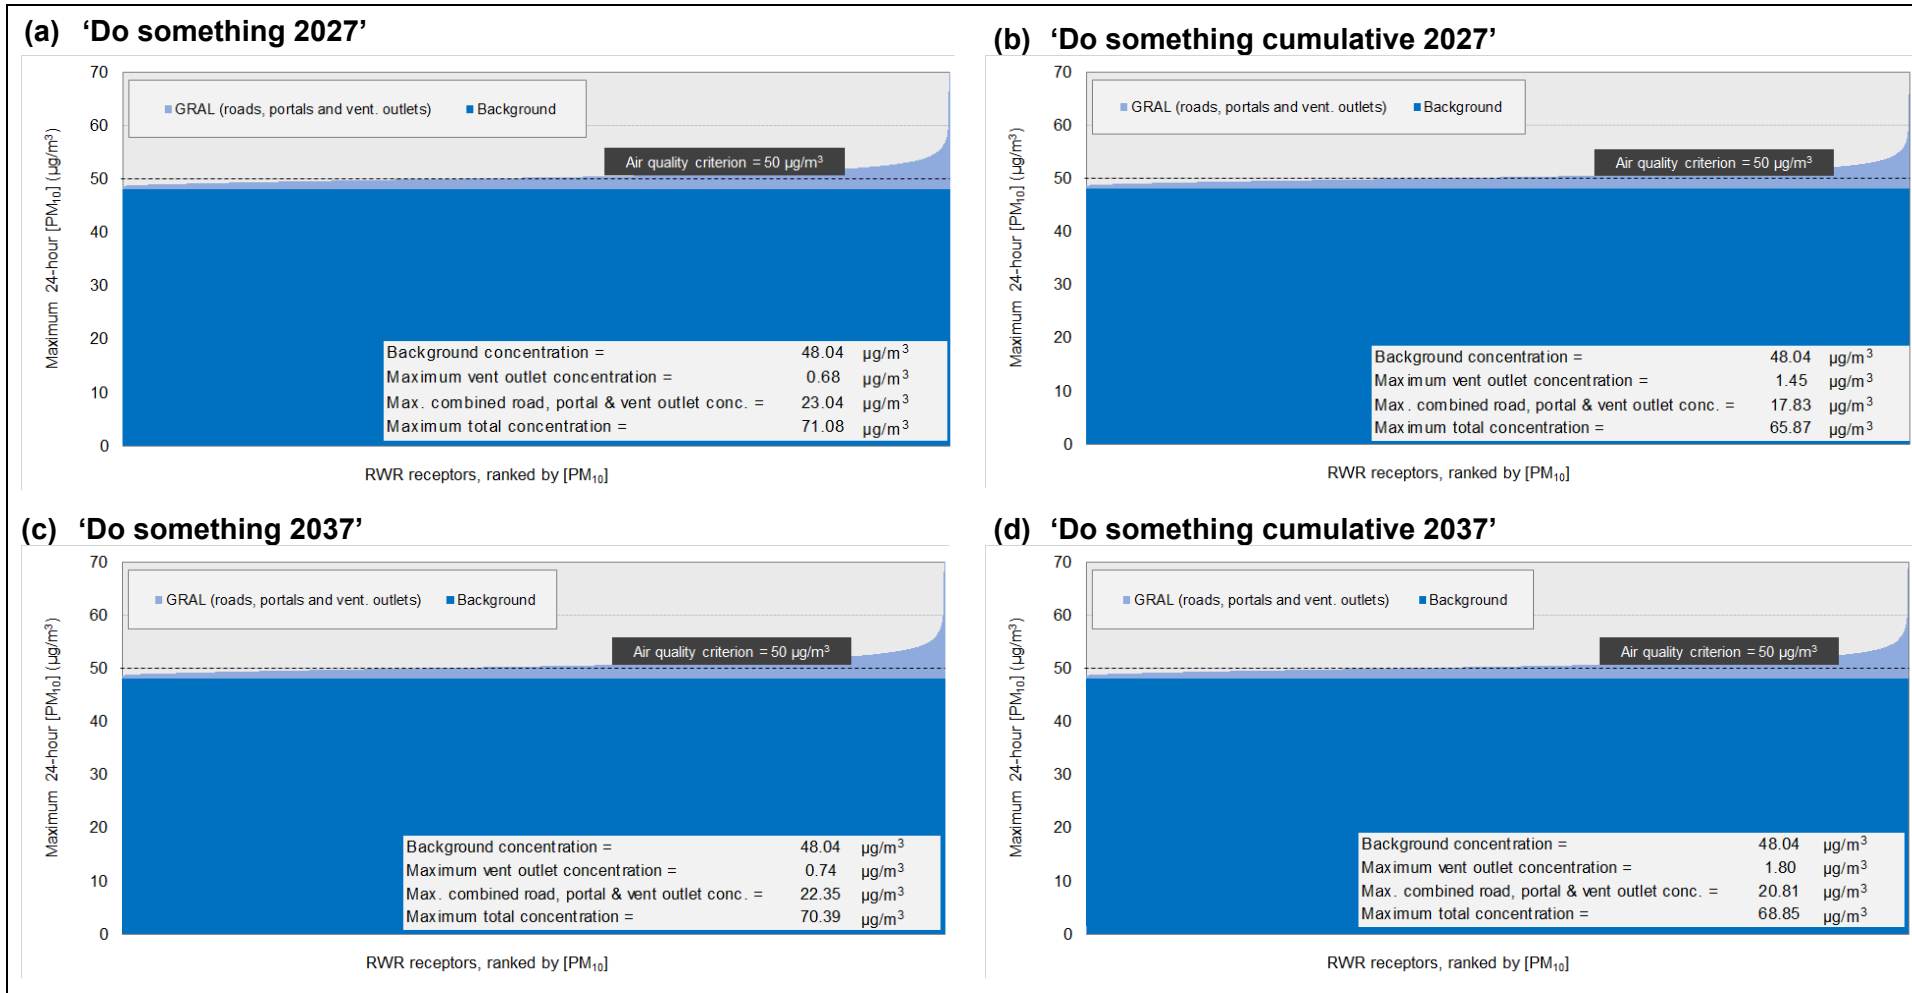 (a) ‘Do something 2027’
70
60
50
40
30
20
10
0
Maximum 24-hour [PM10] (µg/m3)
GRAL (roads, portals and vent. outlets) Background
Air quality criterion = 50 µg/m3
Background concentration = 48.04 µg/m3
Maximum vent outlet concentration = 0.68 µg/m3
Max. combined road, portal & vent outlet conc. = 23.04 µg/m3
Maximum total concentration = 71.08 µg/m3
RWR receptors, ranked by [PM10]
(b) ‘Do something cumulative 2027’
70
60
50
40
30
20
10
0
Maximum 24-hour [PM10] (µg/m3)
GRAL (roads, portals and vent. outlets) Background
Air quality criterion = 50 µg/m3
Background concentration = 48.04 µg/m3
Maximum vent outlet concentration = 1.45 µg/m3
Max. combined road, portal & vent outlet conc. = 17.83 µg/m3
Maximum total concentration = 65.87 µg/m3
RWR receptors, ranked by [PM10]
(c) ‘Do something 2037’
70
60
50
40
30
20
10
0
Maximum 24-hour [PM10] (µg/m3)
GRAL (roads, portals and vent. outlets) Background
Air quality criterion = 50 µg/m3
Background concentration = 48.04 µg/m3
Maximum vent outlet concentration = 0.74 µg/m3
Max. combined road, portal & vent outlet conc. = 22.35 µg/m3
Maximum total concentration = 70.39 µg/m3
RWR receptors, ranked by [PM10]
(d) ‘Do something cumulative 2037’
70
60
50
40
30
20
10
0
Maximum 24-hour [PM10] (µg/m3)
GRAL (roads, portals and vent. outlets) Background
Air quality criterion = 50 µg/m3
Background concentration = 48.04 µg/m3
Maximum vent outlet concentration = 1.80 µg/m3
Max. combined road, portal & vent outlet conc. = 20.81 µg/m3
Maximum total concentration = 68.85 µg/m3
RWR receptors, ranked by [PM10]